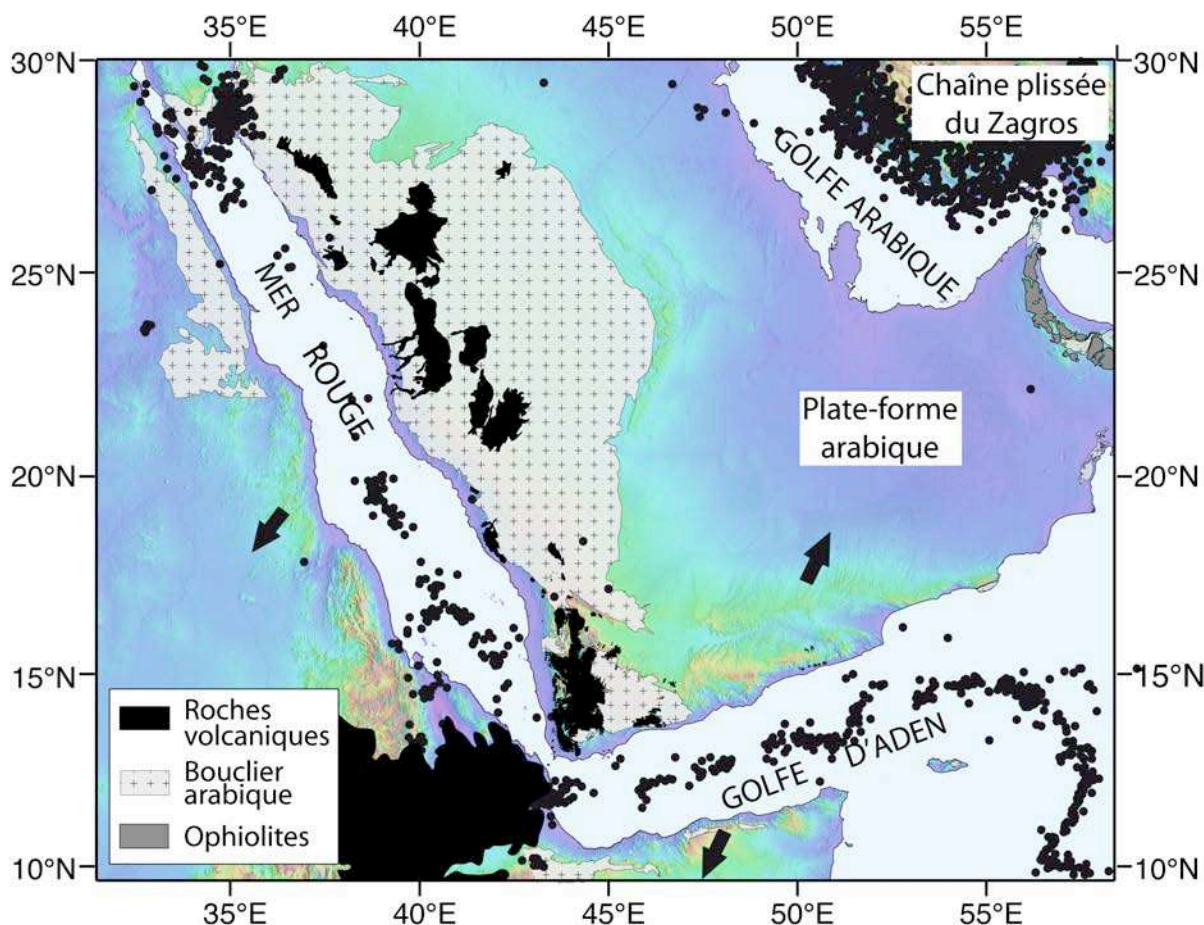 35°E 40°E 45°E 50°E 55°E
30°N 30°N
Chaîne plissée
du Zagros
GOLFE ARABIQUE
25°N 25°N
MER ROUGE
Plate-forme
arabique
20°N 20°N
15°N 15°N
Roches
volcaniques
Bouclier
arabique
Ophiolites
GOLFE D'ADEN
10°N 10°N
35°E 40°E 45°E 50°E 55°E